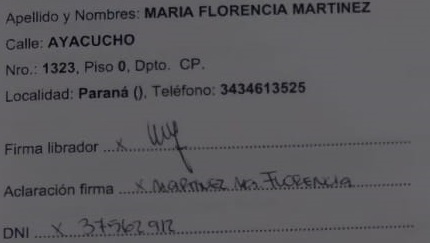 Apellido y Nombres: MARIA FLORENCIA MARTINEZ
Calle: AYACUCHO
Nro.: 1323, Piso 0, Dpto. CP.
Localidad: Paraná (), Teléfono: 3434613525
Firma librador ...x
Aclaración firma ....x MARTINEZ Ma. FLORENCIA
DNI ....x 37562912